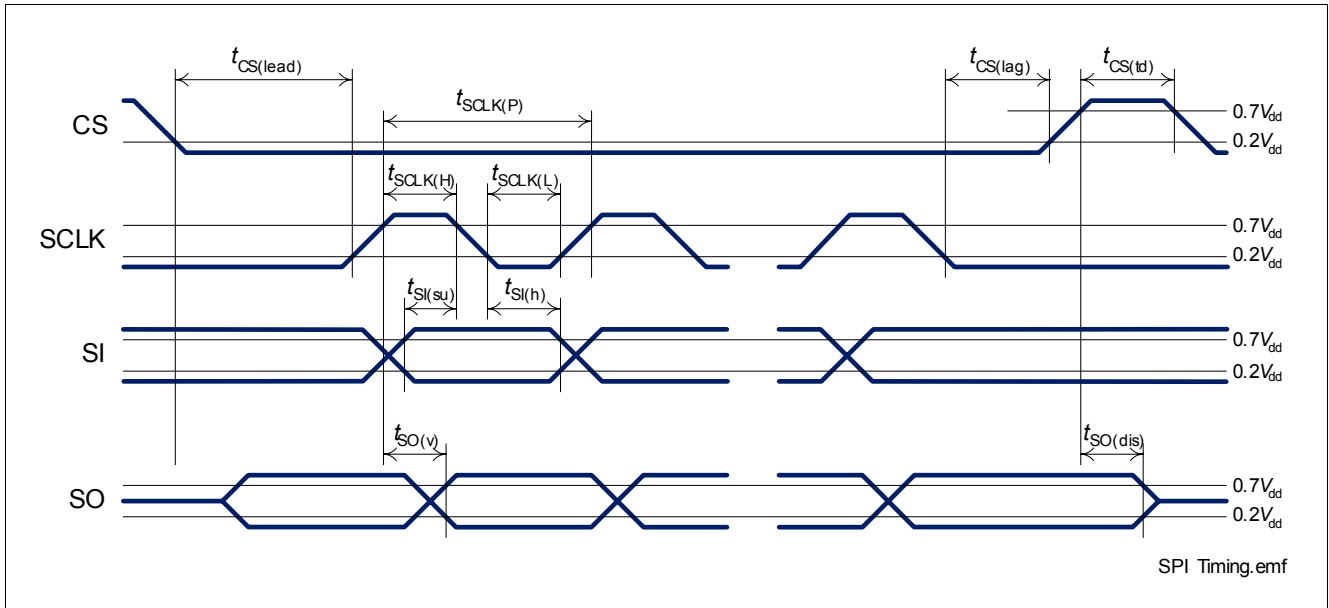 tCS(lead)
tCS(lag)
tCS(td)
tSCLK(P)
CS
0.7Vdd
0.2Vdd
tSCLK(H)
tSCLK(L)
SCLK
0.7Vdd
0.2Vdd
tSI(su)
tSI(h)
SI
0.7Vdd
0.2Vdd
tSO(v)
tSO(dis)
SO
0.7Vdd
0.2Vdd
SPI Timing.emf